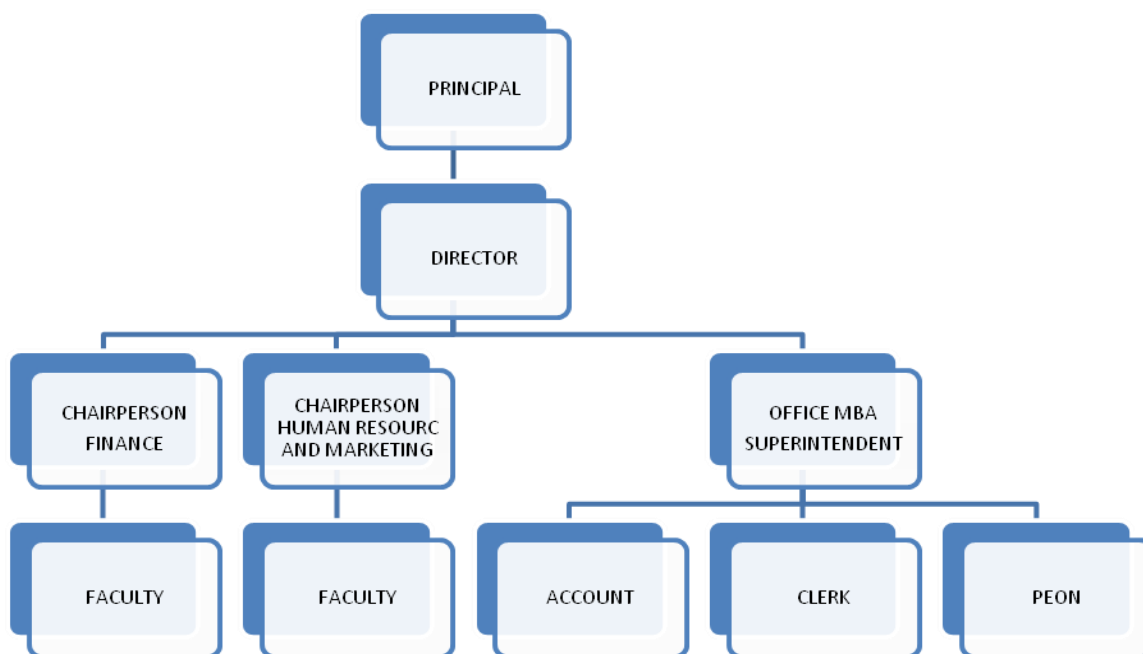 PRINCIPAL
DIRECTOR
CHAIRPERSON
FINANCE
CHAIRPERSON
HUMAN RESOURC
AND MARKETING
OFFICE MBA
SUPERINTENDENT
FACULTY
FACULTY
ACCOUNT
CLERK
PEON